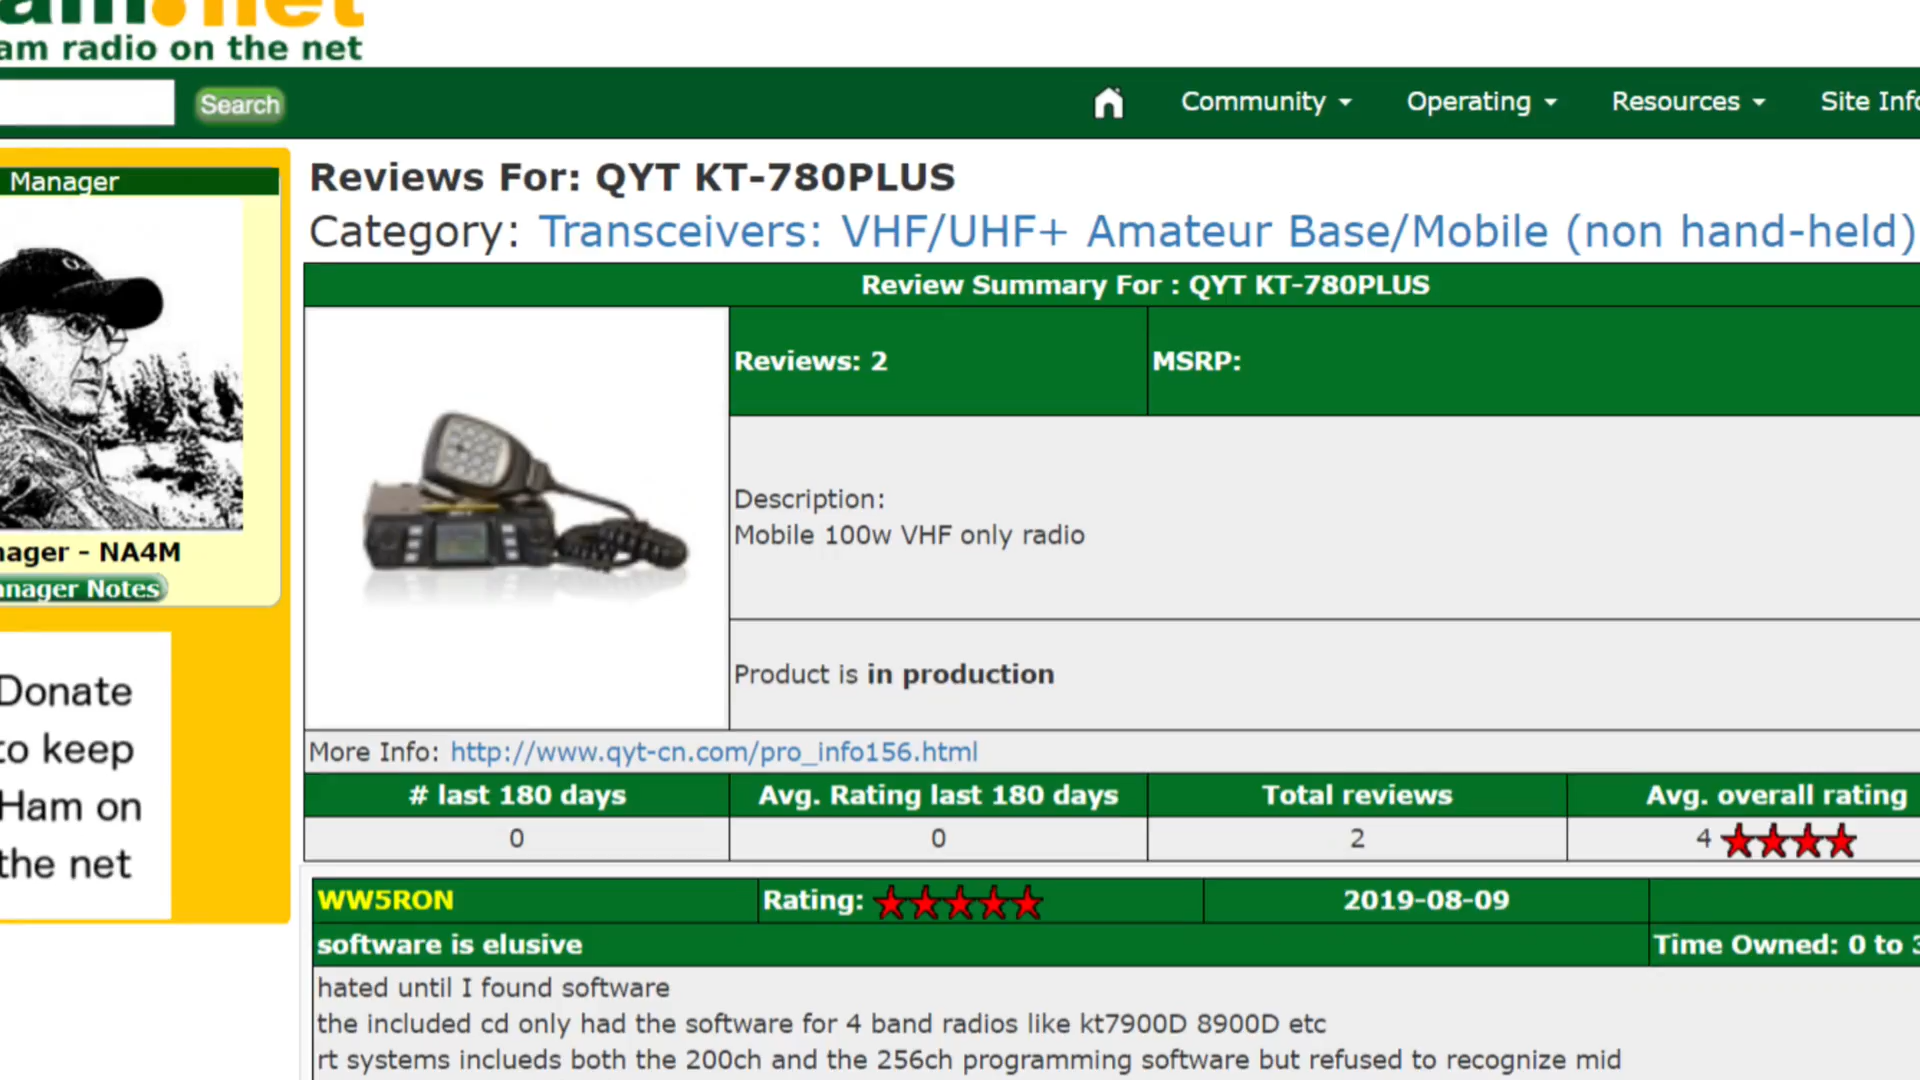 am.net
am radio on the net
Search
Community
Operating
Resources
Site Info
Manager
nager - NA4M
anager Notes
Donate
to keep
Ham on
the net
Reviews For: QYT KT-780PLUS
Category: Transceivers: VHF/UHF+ Amateur Base/Mobile (non hand-held)
Review Summary For : QYT KT-780PLUS
Reviews: 2
MSRP:
Description:
Mobile 100w VHF only radio
Product is in production
More Info: http://www.qyt-cn.com/pro_info156.html
# last 180 days
Avg. Rating last 180 days
Total reviews
Avg. overall rating
0
0
2
4
WW5RON
Rating:
2019-08-09
software is elusive
Time Owned: 0 to 3
hated until I found software
the included cd only had the software for 4 band radios like kt7900D 8900D etc
rt systems inclueds both the 200ch and the 256ch programming software but refused to recognize mid